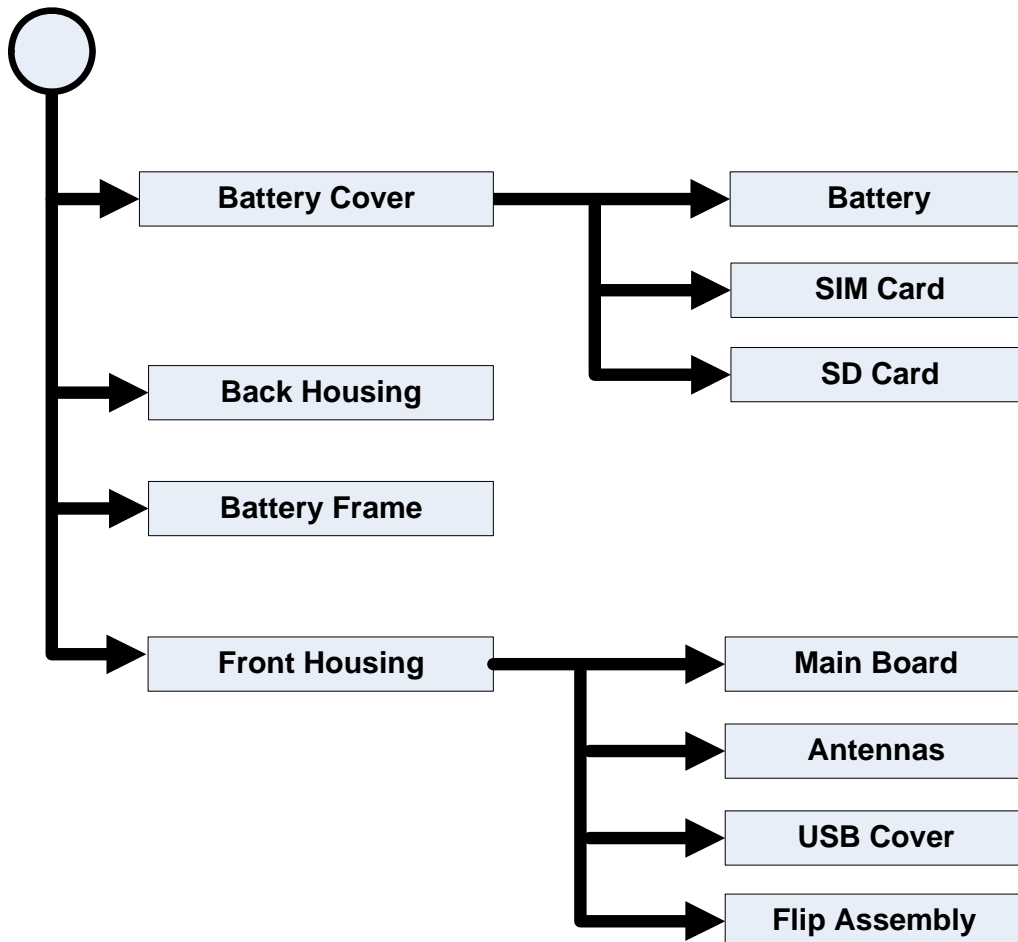 Battery Cover
Battery
SIM Card
SD Card
Back Housing
Battery Frame
Front Housing
Main Board
Antennas
USB Cover
Flip Assembly